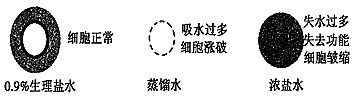 细胞正常
0.9%生理盐水
吸水过多
细胞涨破
蒸馏水
失水过多
失去功能
细胞皱缩
浓盐水